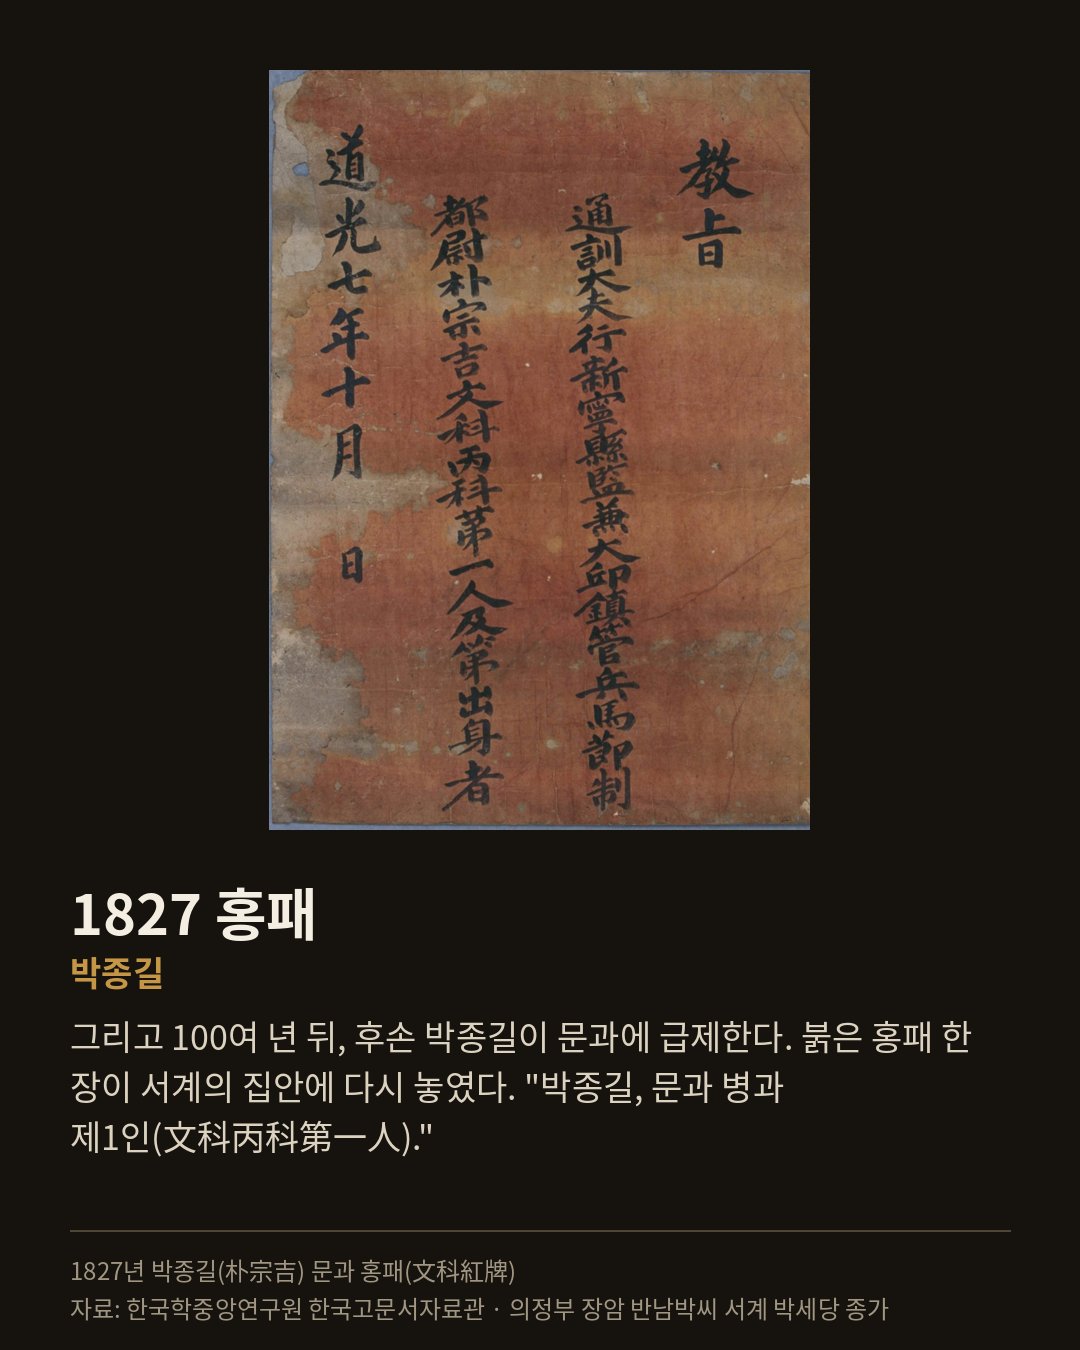 教旨
通訓大夫行新寧縣監兼大邱鎮管兵馬節制
都尉朴宗吉文科丙科第一人及第出身者
道光七年十月 日
1827 홍패
박종길
그리고 100여 년 뒤, 후손 박종길이 문과에 급제한다. 붉은 홍패 한
장이 서계의 집안에 다시 놓였다. "박종길, 문과 병과
제1인(文科丙科第一人)."
1827년 박종길(朴宗吉) 문과 홍패(文科紅牌)
자료: 한국학중앙연구원 한국고문서자료관 · 의정부 장암 반남박씨 서계 박세당 종가